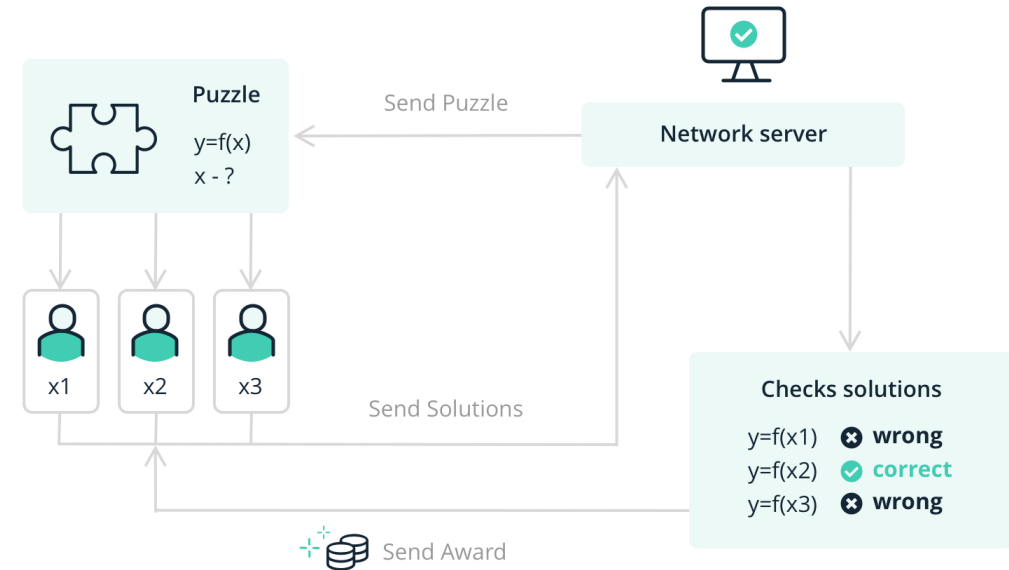 Puzzle
y=f(x)
x - ?
Send Puzzle
Network server
x1
x2
x3
Send Solutions
Checks solutions
y=f(x1) wrong
y=f(x2) correct
y=f(x3) wrong
Send Award